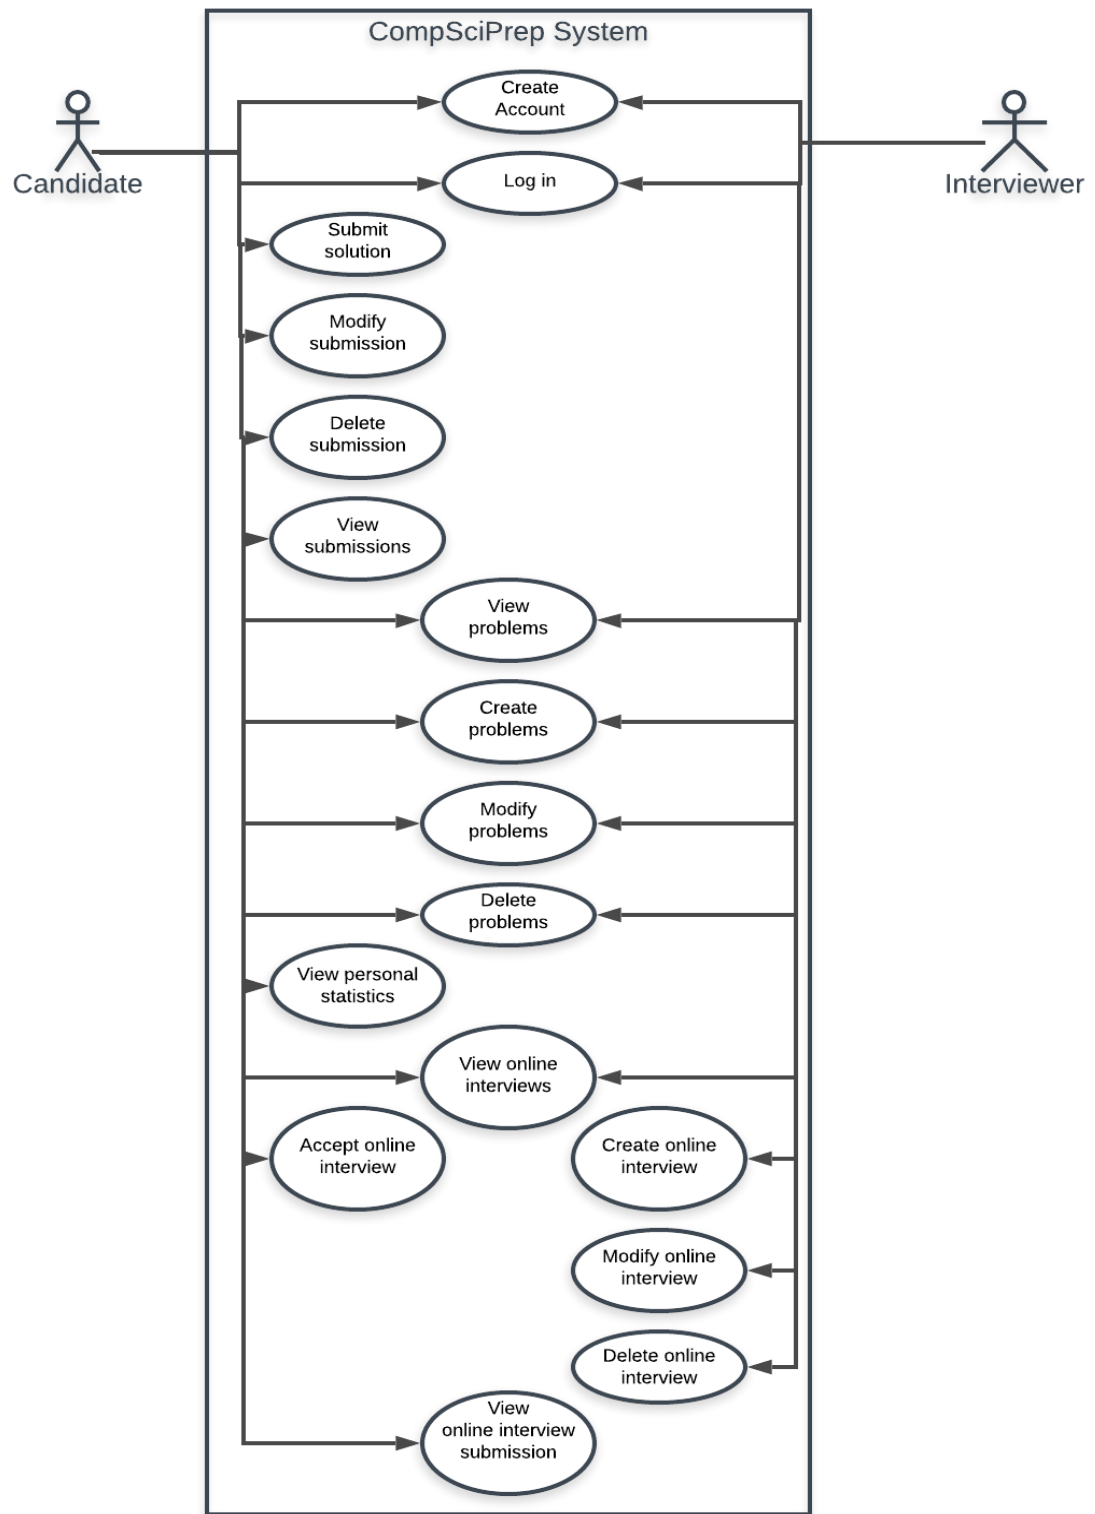 CompSciPrep System
Create
Account
Candidate
Interviewer
Log in
Submit
solution
Modify
submission
Delete
submission
View
submissions
View
problems
Create
problems
Modify
problems
Delete
problems
View personal
statistics
View online
interviews
Accept online
interview
Create online
interview
Modify online
interview
Delete online
interview
View
online interview
submission